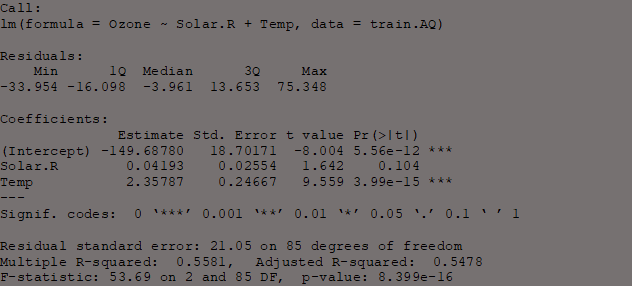 Call:
lm(formula = Ozone ~ Solar.R + Temp, data = train.AQ)
Residuals:
Min 1Q Median 3Q Max
-33.954 -16.098 -3.961 13.653 75.348
Coefficients:
Estimate Std. Error t value Pr(>|t|)
(Intercept) -149.68780 18.70171 -8.004 5.56e-12 ***
Solar.R 0.04193 0.02554 1.642 0.104
Temp 2.35787 0.24667 9.559 3.99e-15 ***
---
Signif. codes: 0 ‘***’ 0.001 ‘**’ 0.01 ‘*’ 0.05 ‘.’ 0.1 ‘ ’ 1
Residual standard error: 21.05 on 85 degrees of freedom
Multiple R-squared: 0.5581, Adjusted R-squared: 0.5478
F-statistic: 53.69 on 2 and 85 DF, p-value: 8.399e-16